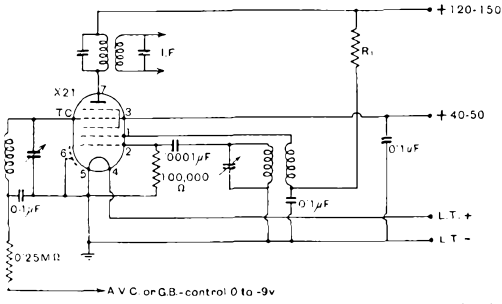 + 120-150
I.F
R1
X21
7
TC
3
+ 40-50
1
2
6
5
4
.0001µF
0.1µF
100,000
Ω
0.1µF
0.1µF
L.T. +
L.T -
0.25MΩ
A.V.C. or G.B.-control 0 to -9v